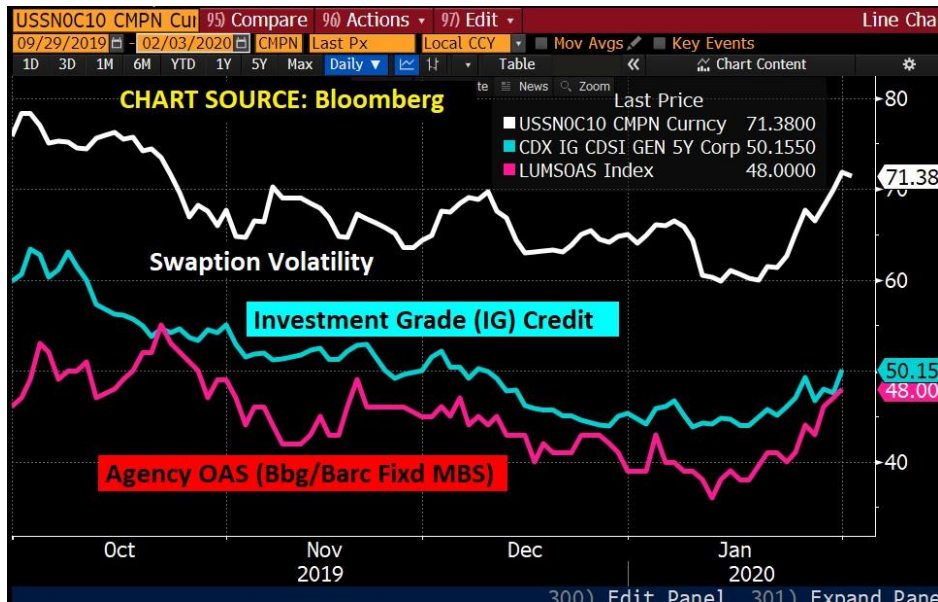 USSN0C10 CMPN Cur 95) Compare 96) Actions 97) Edit Line Cha
09/29/2019 - 02/03/2020 CMPN Last Px Local CCY Mov Avgs Key Events
1D 3D 1M 6M YTD 1Y 5Y Max Daily ▼ Table « Chart Content
te News Zoom
CHART SOURCE: Bloomberg
Last Price
USSN0C10 CMPN Curncy 71.3800
CDX IG CDSI GEN 5Y Corp 50.1550
LUMSOAS Index 48.0000
80
71.38
70
Swaption Volatility
60
Investment Grade (IG) Credit
50.15
48.00
Agency OAS (Bbg/Barc Fixd MBS)
40
Oct Nov Dec Jan
2019 2020
300) Edit Panel 301) Expand Pane